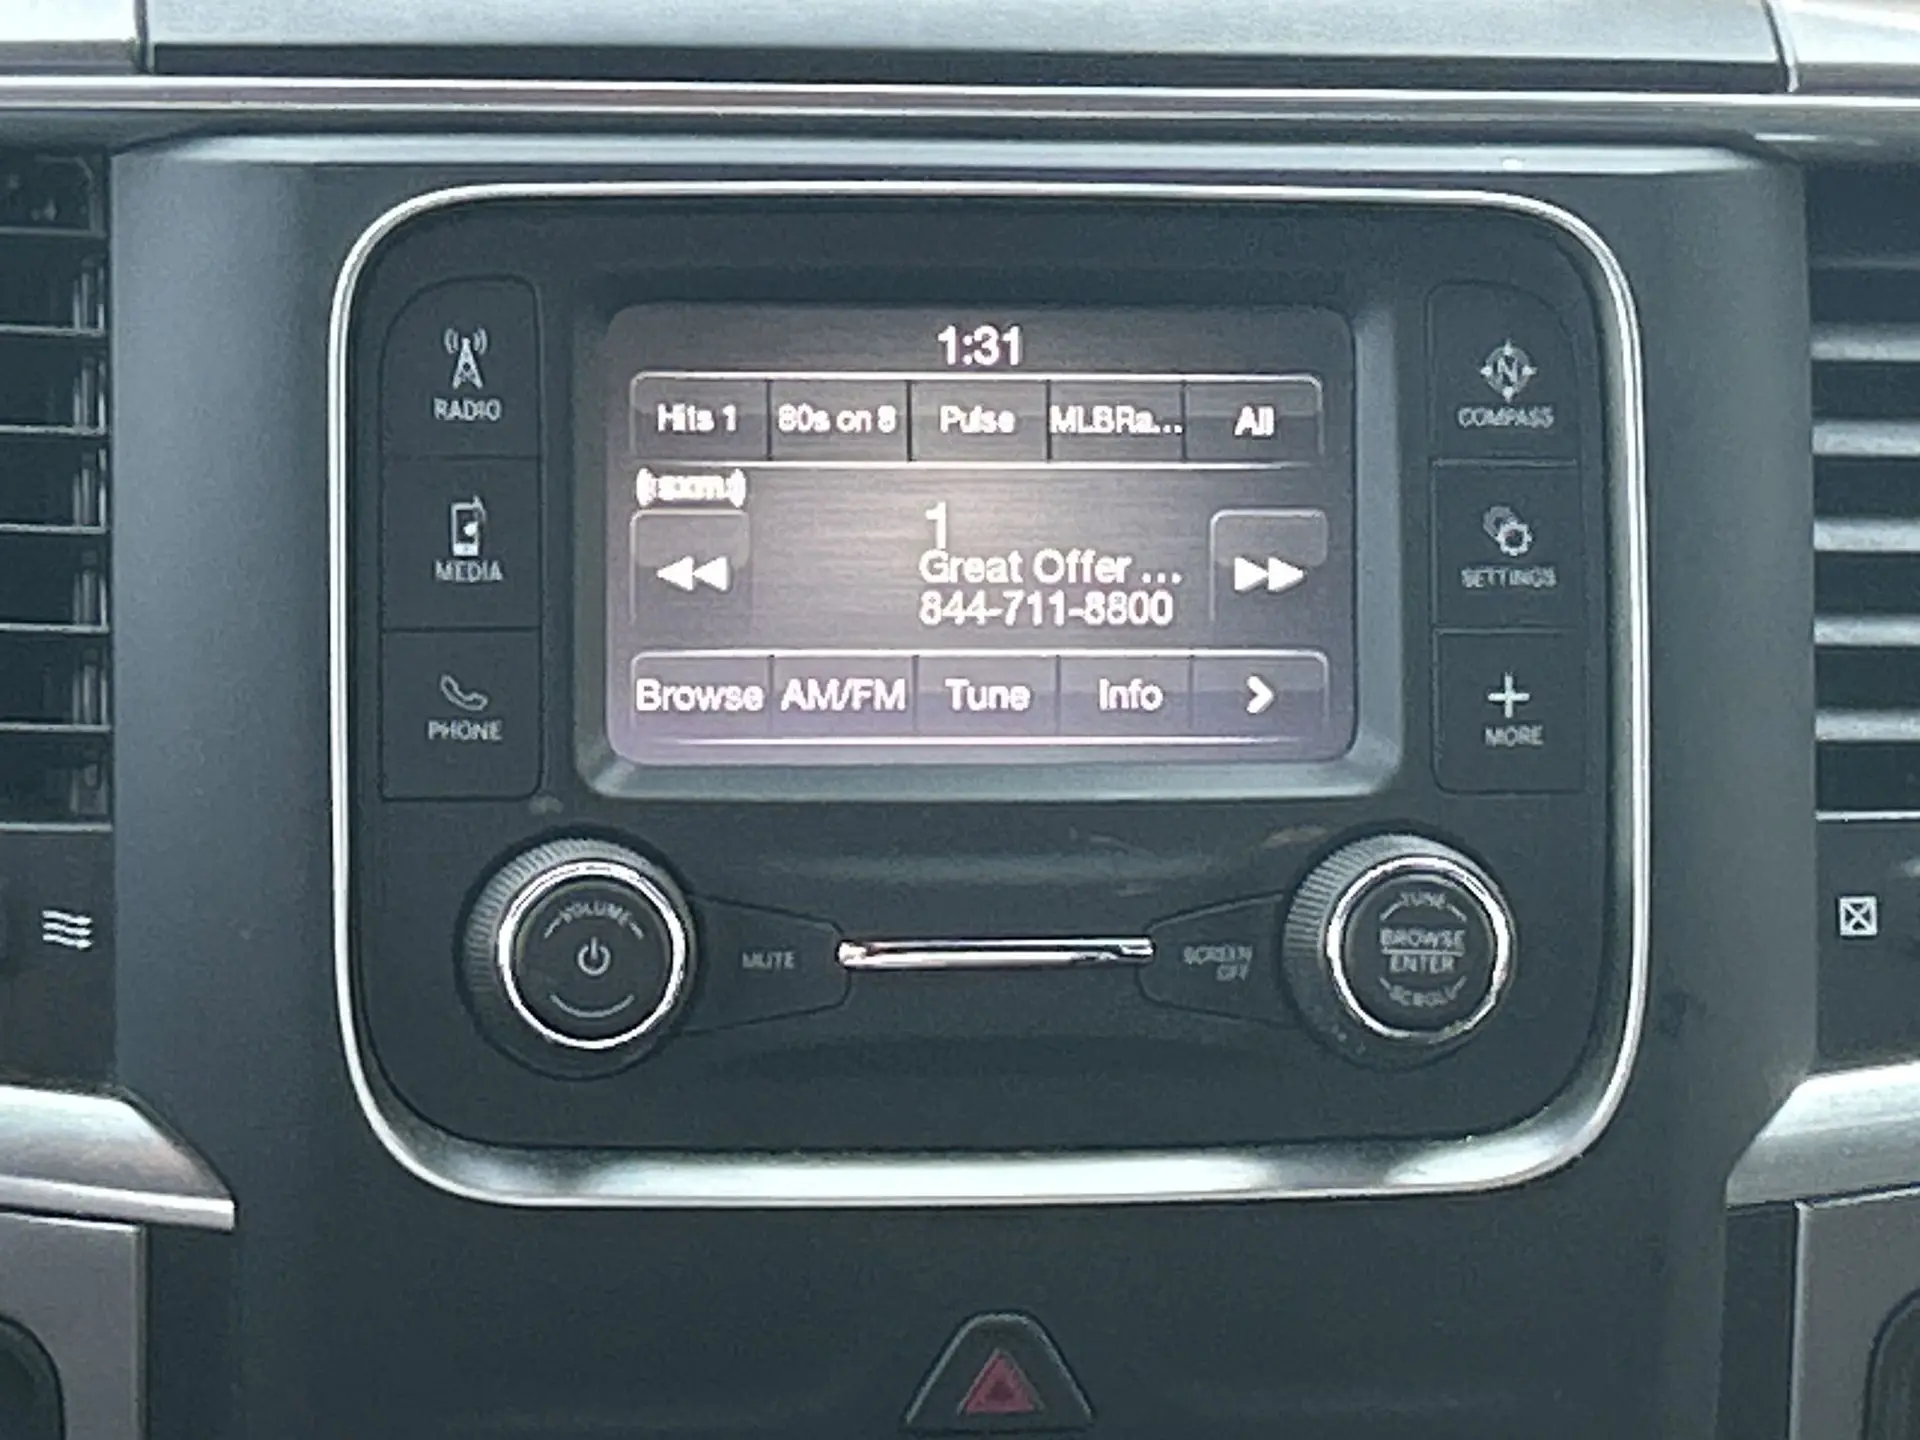 1:31
Hits 1 80s on 8 Pulse MLBRa... All
((SXM))
1
Great Offer ...
844-711-8800
Browse AM/FM Tune Info
RADIO
MEDIA
PHONE
N
COMPASS
SETTINGS
MORE
VOLUME
MUTE
SCREEN
OFF
TUNE
BROWSE
ENTER
SCROLL